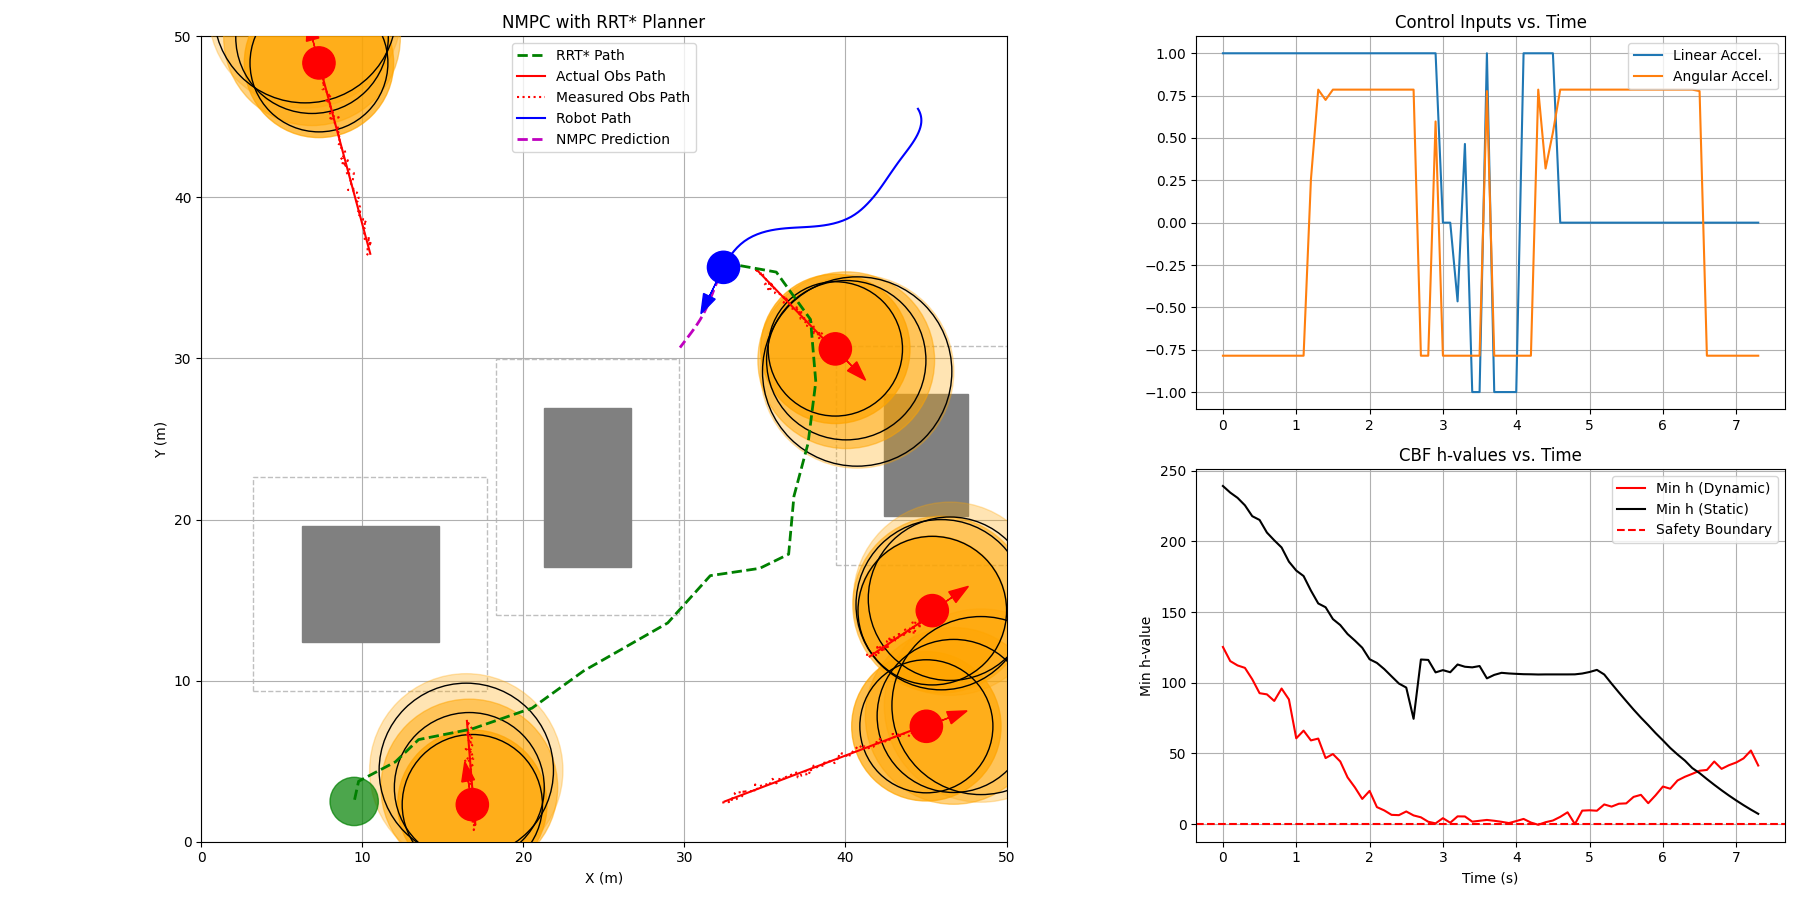 NMPC with RRT* Planner
RRT* Path
Actual Obs Path
Measured Obs Path
Robot Path
NMPC Prediction
50
40
30
20
10
0
Y (m)
0 10 20 30 40 50
X (m)
Control Inputs vs. Time
Linear Accel.
Angular Accel.
1.00
0.75
0.50
0.25
0.00
−0.25
−0.50
−0.75
−1.00
0 1 2 3 4 5 6 7
CBF h-values vs. Time
Min h (Dynamic)
Min h (Static)
Safety Boundary
250
200
150
100
50
0
Min h-value
0 1 2 3 4 5 6 7
Time (s)